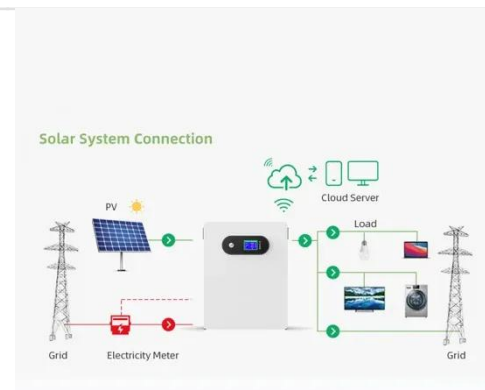 Solar System Connection
Cloud Server
PV
Load
Grid
Electricity Meter
Grid